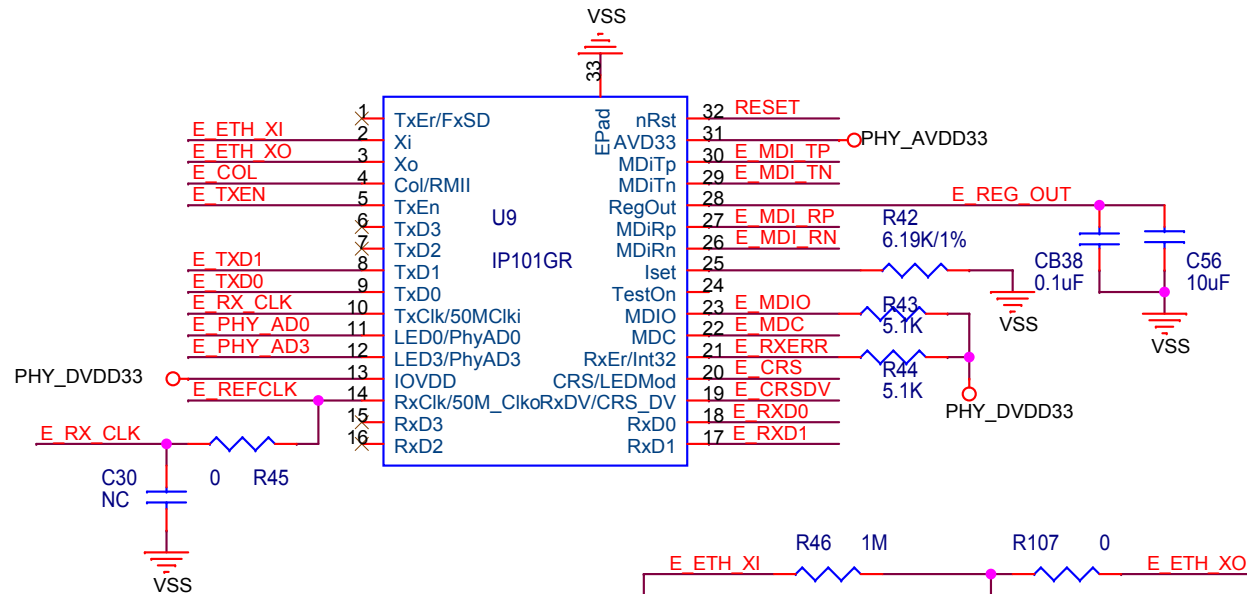 VSS
33
EPad
1 TxEr/FxSD nRst 32 RESET
E_ETH_XI 2 Xi AVD33 31 PHY_AVDD33
E_ETH_XO 3 Xo MDiTp 30 E_MDI_TP
E_COL 4 Col/RMII MDiTn 29 E_MDI_TN
E_TXEN 5 TxEn RegOut 28 E_REG_OUT
6 TxD3 U9 MDiRp 27 E_MDI_RP R42
7 TxD2 IP101GR MDiRn 26 E_MDI_RN 6.19K/1% CB38 C56
E_TXD1 8 TxD1 Iset 25 0.1uF 10uF
E_TXD0 9 TxD0 TestOn 24
E_RX_CLK 10 TxClk/50MClki MDIO 23 E_MDIO R43 VSS VSS
E_PHY_AD0 11 LED0/PhyAD0 MDC 22 E_MDC 5.1K
E_PHY_AD3 12 LED3/PhyAD3 RxEr/Int32 21 E_RXERR
PHY_DVDD33 13 IOVDD CRS/LEDMod 20 E_CRS R44
E_REFCLK 14 RxClk/50M_ClkoRxDV/CRS_DV 19 E_CRSDV 5.1K PHY_DVDD33
15 RxD3 RxD0 18 E_RXD0
E_RX_CLK 16 RxD2 RxD1 17 E_RXD1
C30 0 R45
NC
VSS
R46 1M R107 0
E_ETH_XI E_ETH_XO